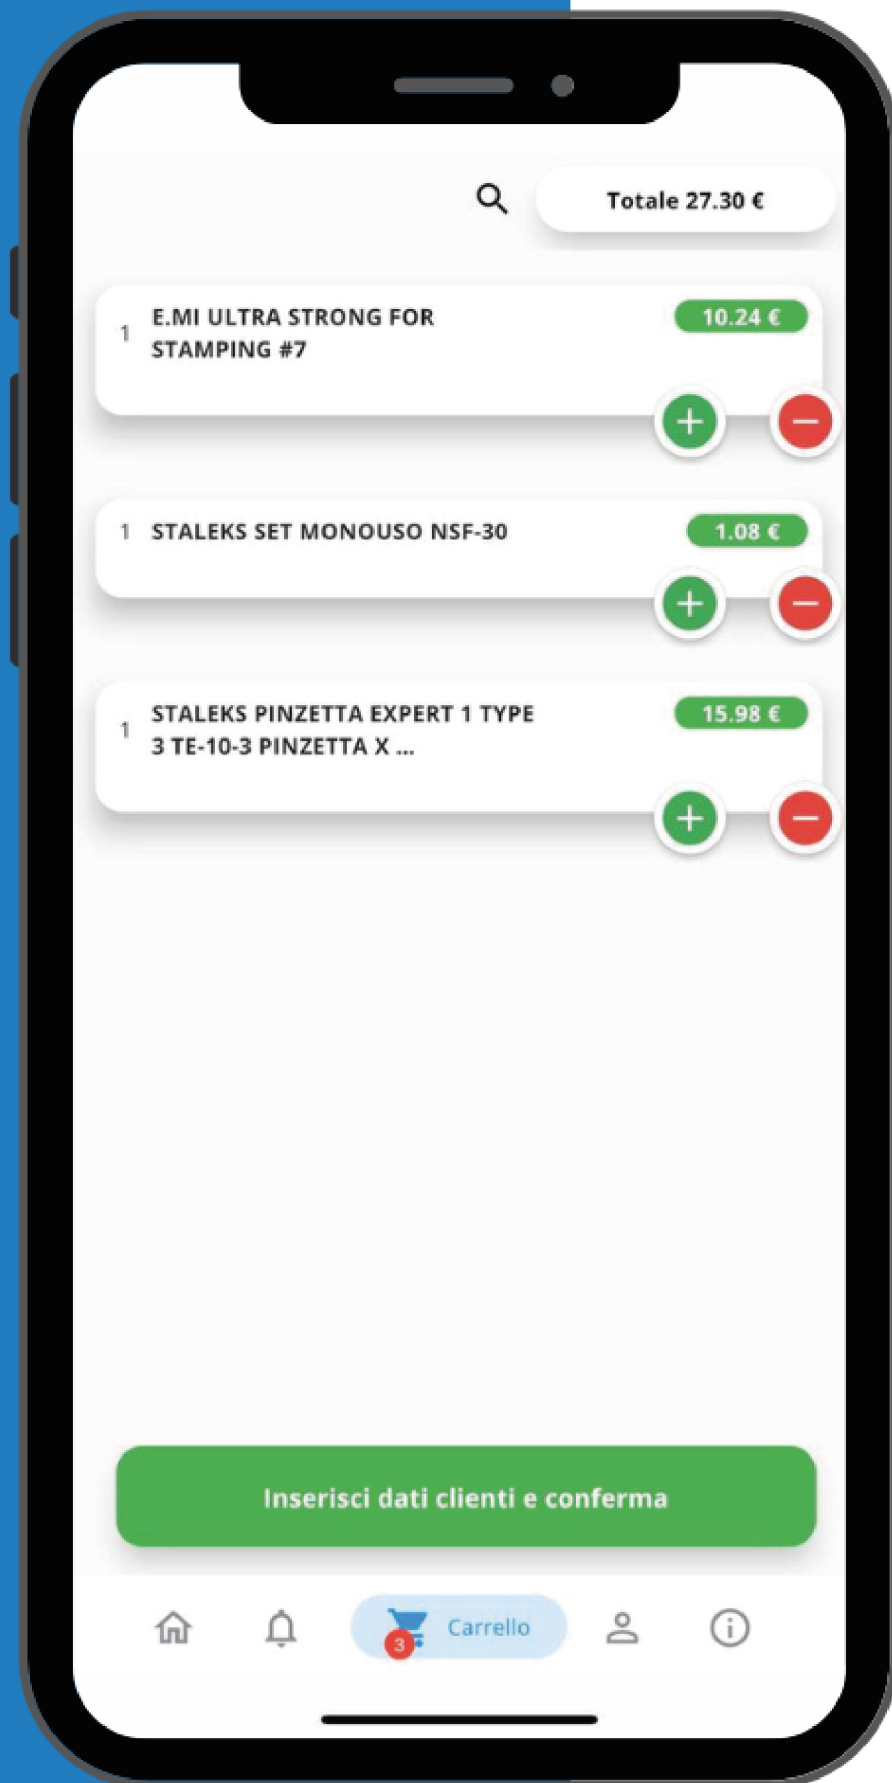 Totale 27.30 €
1 E.MI ULTRA STRONG FOR 10.24 €
STAMPING #7
1 STALEKS SET MONOUSO NSF-30 1.08 €
1 STALEKS PINZETTA EXPERT 1 TYPE 15.98 €
3 TE-10-3 PINZETTA X ...
Inserisci dati clienti e conferma
3 Carrello